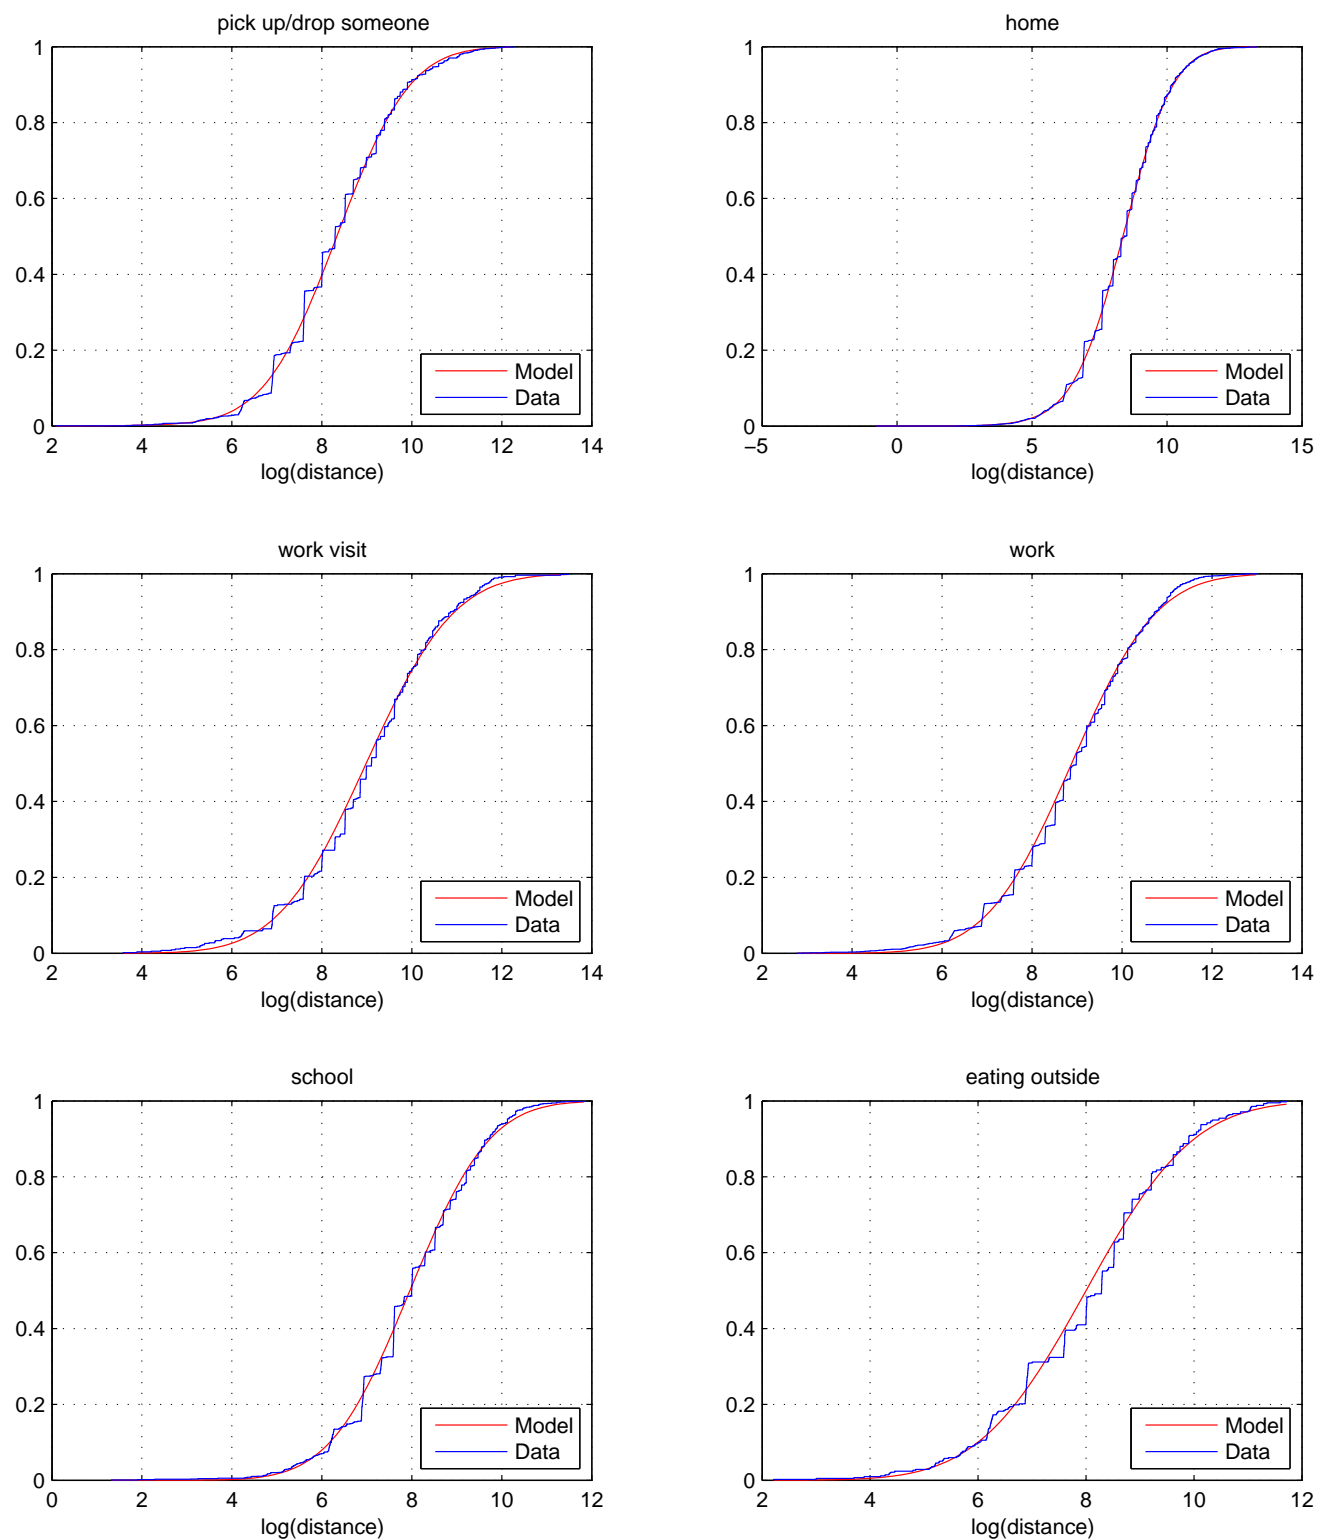 pick up/drop someone
1
0.8
0.6
0.4
0.2
0
2 4 6 8 10 12 14
log(distance)
Model
Data
home
1
0.8
0.6
0.4
0.2
0
−5 0 5 10 15
log(distance)
Model
Data
work visit
1
0.8
0.6
0.4
0.2
0
2 4 6 8 10 12 14
log(distance)
Model
Data
work
1
0.8
0.6
0.4
0.2
0
2 4 6 8 10 12 14
log(distance)
Model
Data
school
1
0.8
0.6
0.4
0.2
0
0 2 4 6 8 10 12
log(distance)
Model
Data
eating outside
1
0.8
0.6
0.4
0.2
0
2 4 6 8 10 12
log(distance)
Model
Data